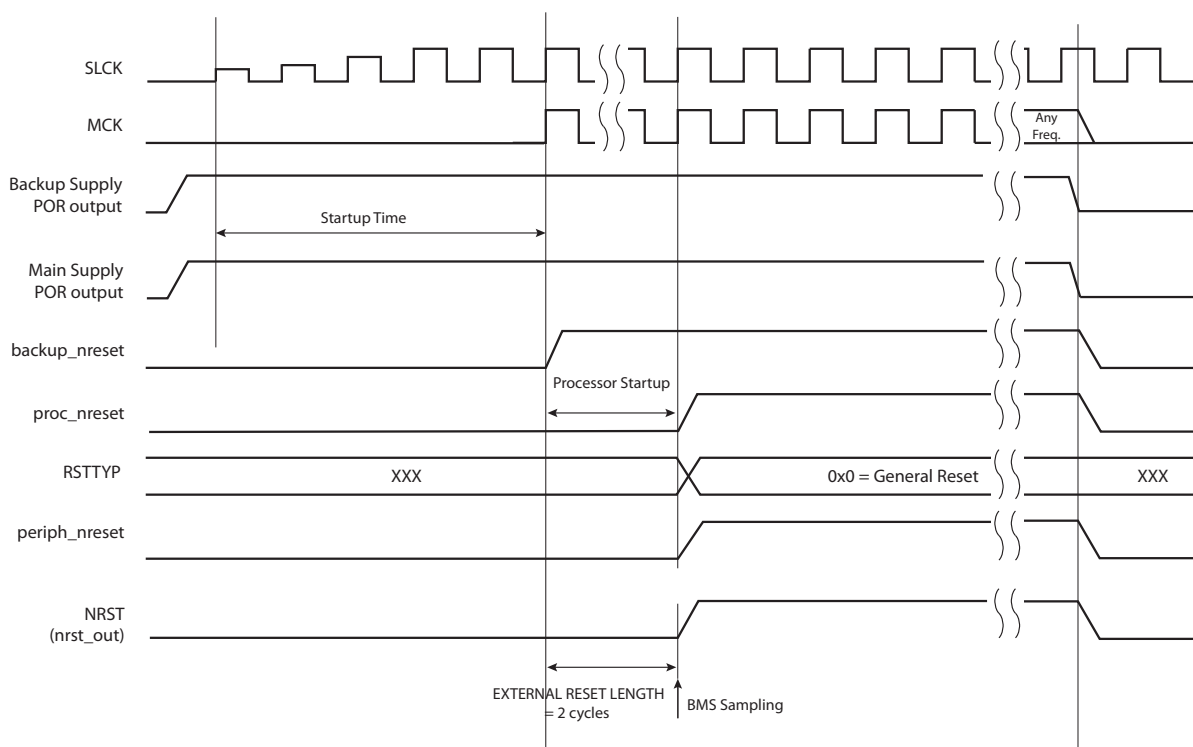 SLCK
MCK
Any
Freq.
Backup Supply
POR output
Startup Time
Main Supply
POR output
backup_nreset
Processor Startup
proc_nreset
RSTTYP
XXX
0x0 = General Reset
XXX
periph_nreset
NRST
(nrst_out)
EXTERNAL RESET LENGTH
= 2 cycles
BMS Sampling